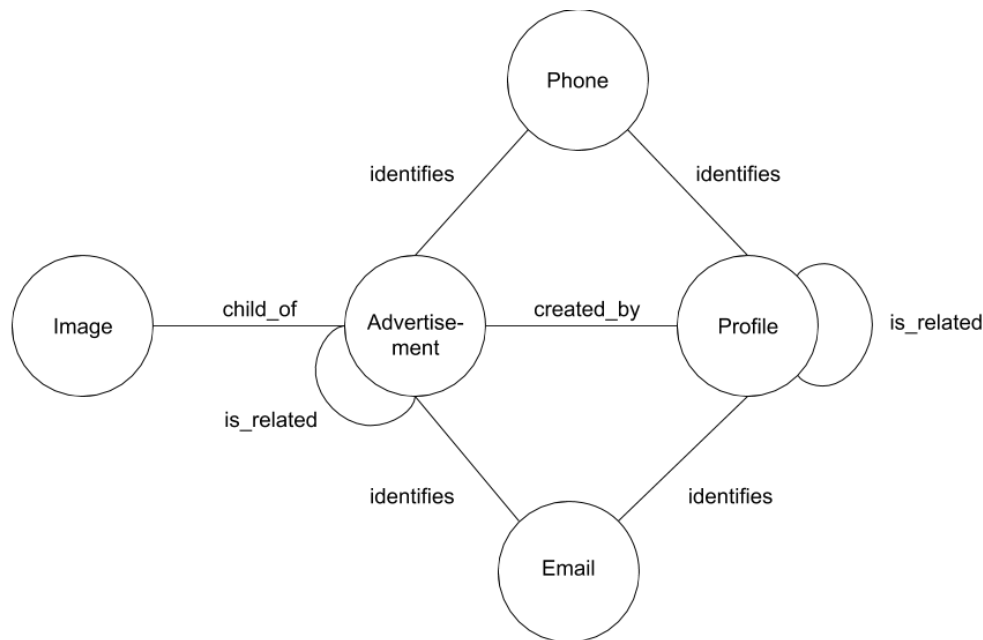 Phone
identifies
identifies
child_of
created_by
Image
Advertise-
ment
Profile
is_related
is_related
identifies
identifies
Email